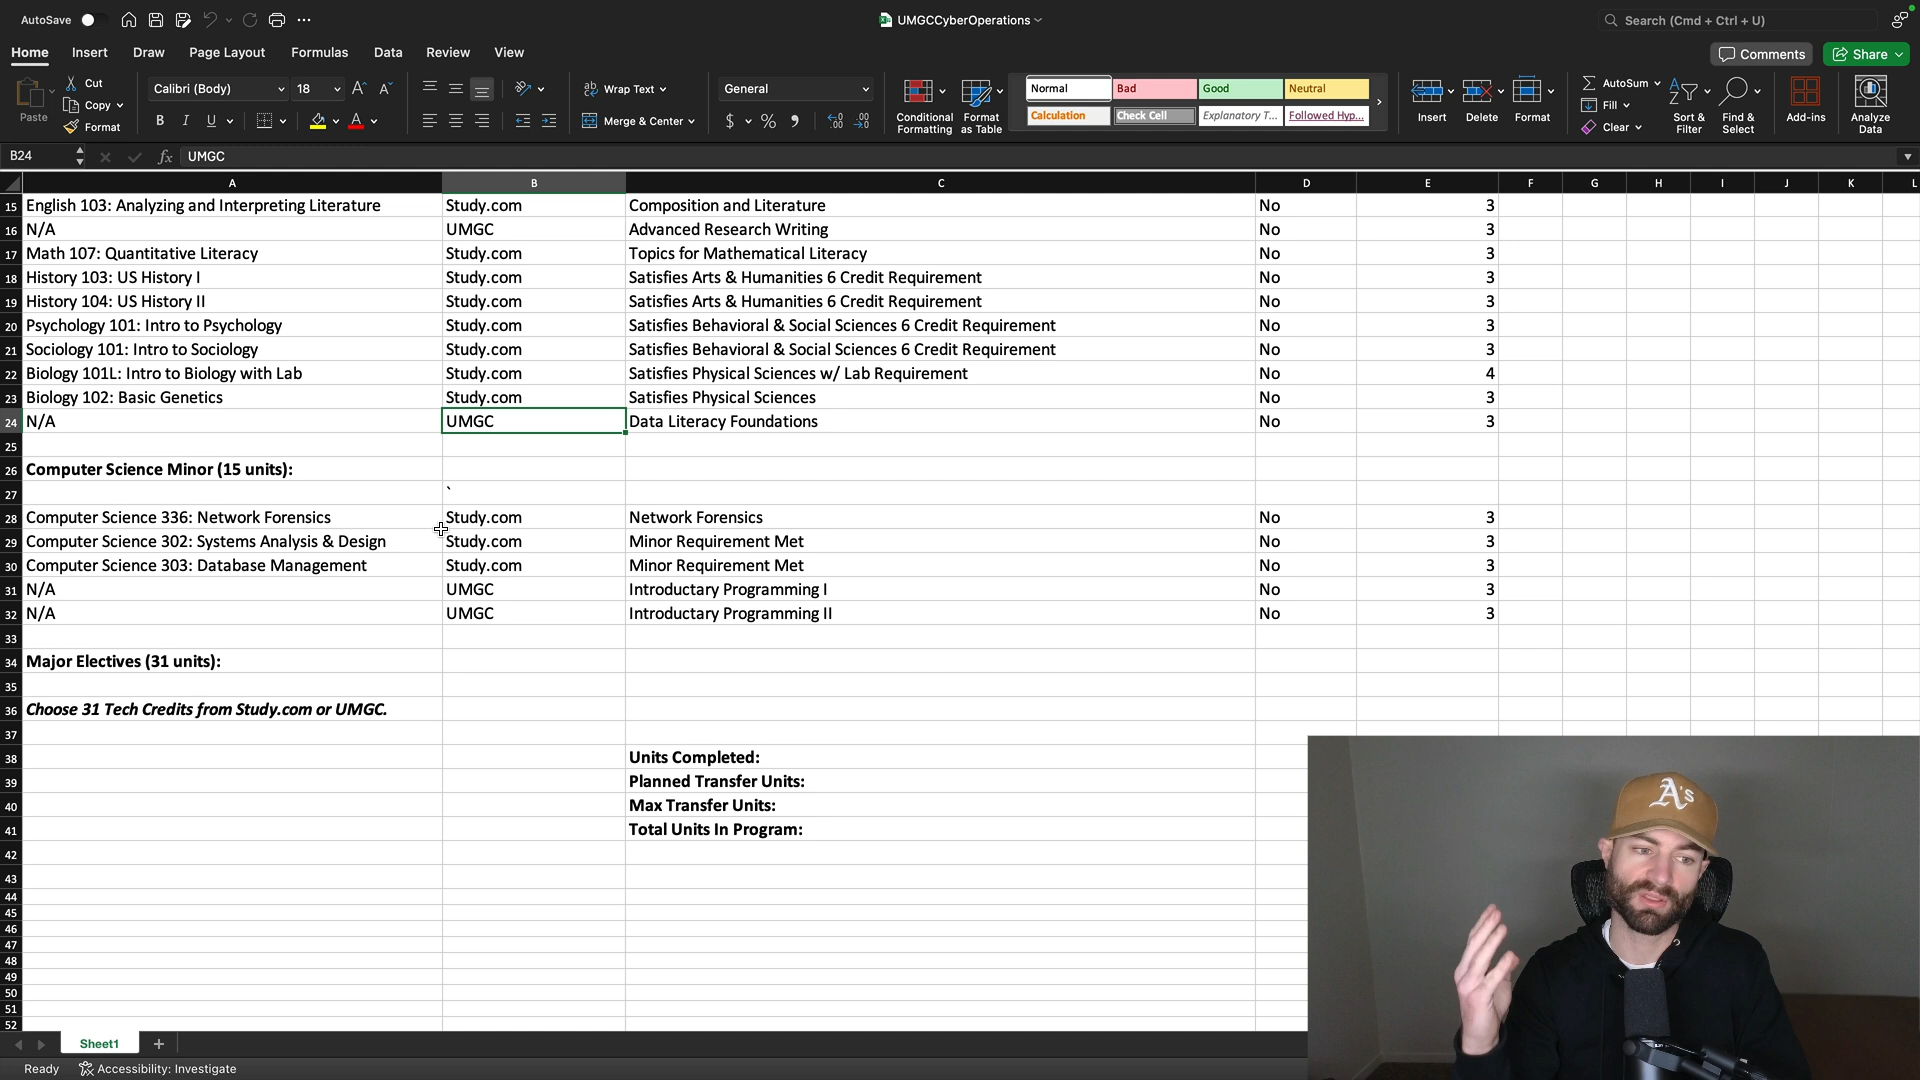 AutoSave
UMGCCyberOperations
Search (Cmd + Ctrl + U)
Home Insert Draw Page Layout Formulas Data Review View
Comments Share
Paste
Cut
Copy
Format
Calibri (Body) 18
B I U
Wrap Text
Merge & Center
General
$ % 9
Conditional Formatting
Format as Table
Normal Bad Good Neutral
Calculation Check Cell Explanatory T... Followed Hyp...
Insert Delete Format
AutoSum
Fill
Clear
Sort & Filter
Find & Select
Add-ins
Analyze Data
B24 fx UMGC
A B C D E F G H I J K L
15 English 103: Analyzing and Interpreting Literature Study.com Composition and Literature No 3
16 N/A UMGC Advanced Research Writing No 3
17 Math 107: Quantitative Literacy Study.com Topics for Mathematical Literacy No 3
18 History 103: US History I Study.com Satisfies Arts & Humanities 6 Credit Requirement No 3
19 History 104: US History II Study.com Satisfies Arts & Humanities 6 Credit Requirement No 3
20 Psychology 101: Intro to Psychology Study.com Satisfies Behavioral & Social Sciences 6 Credit Requirement No 3
21 Sociology 101: Intro to Sociology Study.com Satisfies Behavioral & Social Sciences 6 Credit Requirement No 3
22 Biology 101L: Intro to Biology with Lab Study.com Satisfies Physical Sciences w/ Lab Requirement No 4
23 Biology 102: Basic Genetics Study.com Satisfies Physical Sciences No 3
24 N/A UMGC Data Literacy Foundations No 3
25
26 Computer Science Minor (15 units):
27 `
28 Computer Science 336: Network Forensics Study.com Network Forensics No 3
29 Computer Science 302: Systems Analysis & Design Study.com Minor Requirement Met No 3
30 Computer Science 303: Database Management Study.com Minor Requirement Met No 3
31 N/A UMGC Introductary Programming I No 3
32 N/A UMGC Introductary Programming II No 3
33
34 Major Electives (31 units):
35
36 Choose 31 Tech Credits from Study.com or UMGC.
37
38 Units Completed:
39 Planned Transfer Units:
40 Max Transfer Units:
41 Total Units In Program:
42
43
44
45
46
47
48
49
50
51
52
A's
Sheet1 +
Ready Accessibility: Investigate